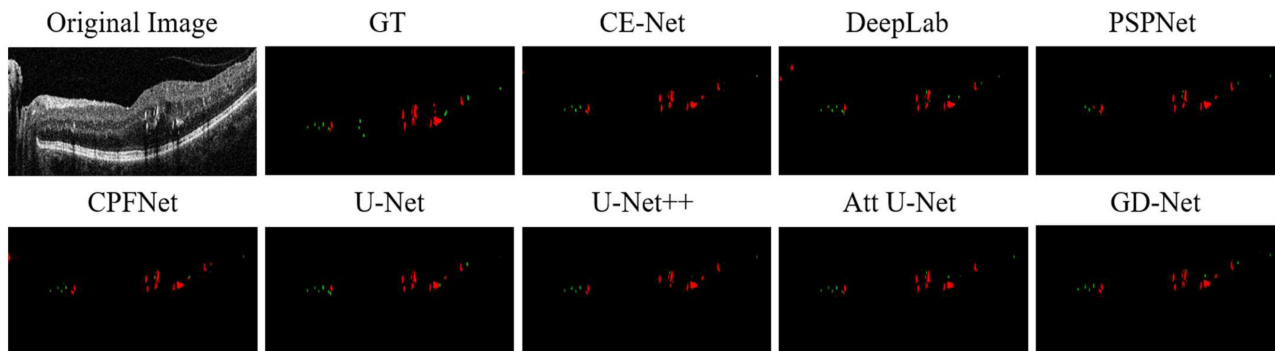 Original Image
GT
CE-Net
DeepLab
PSPNet
CPFNet
U-Net
U-Net++
Att U-Net
GD-Net